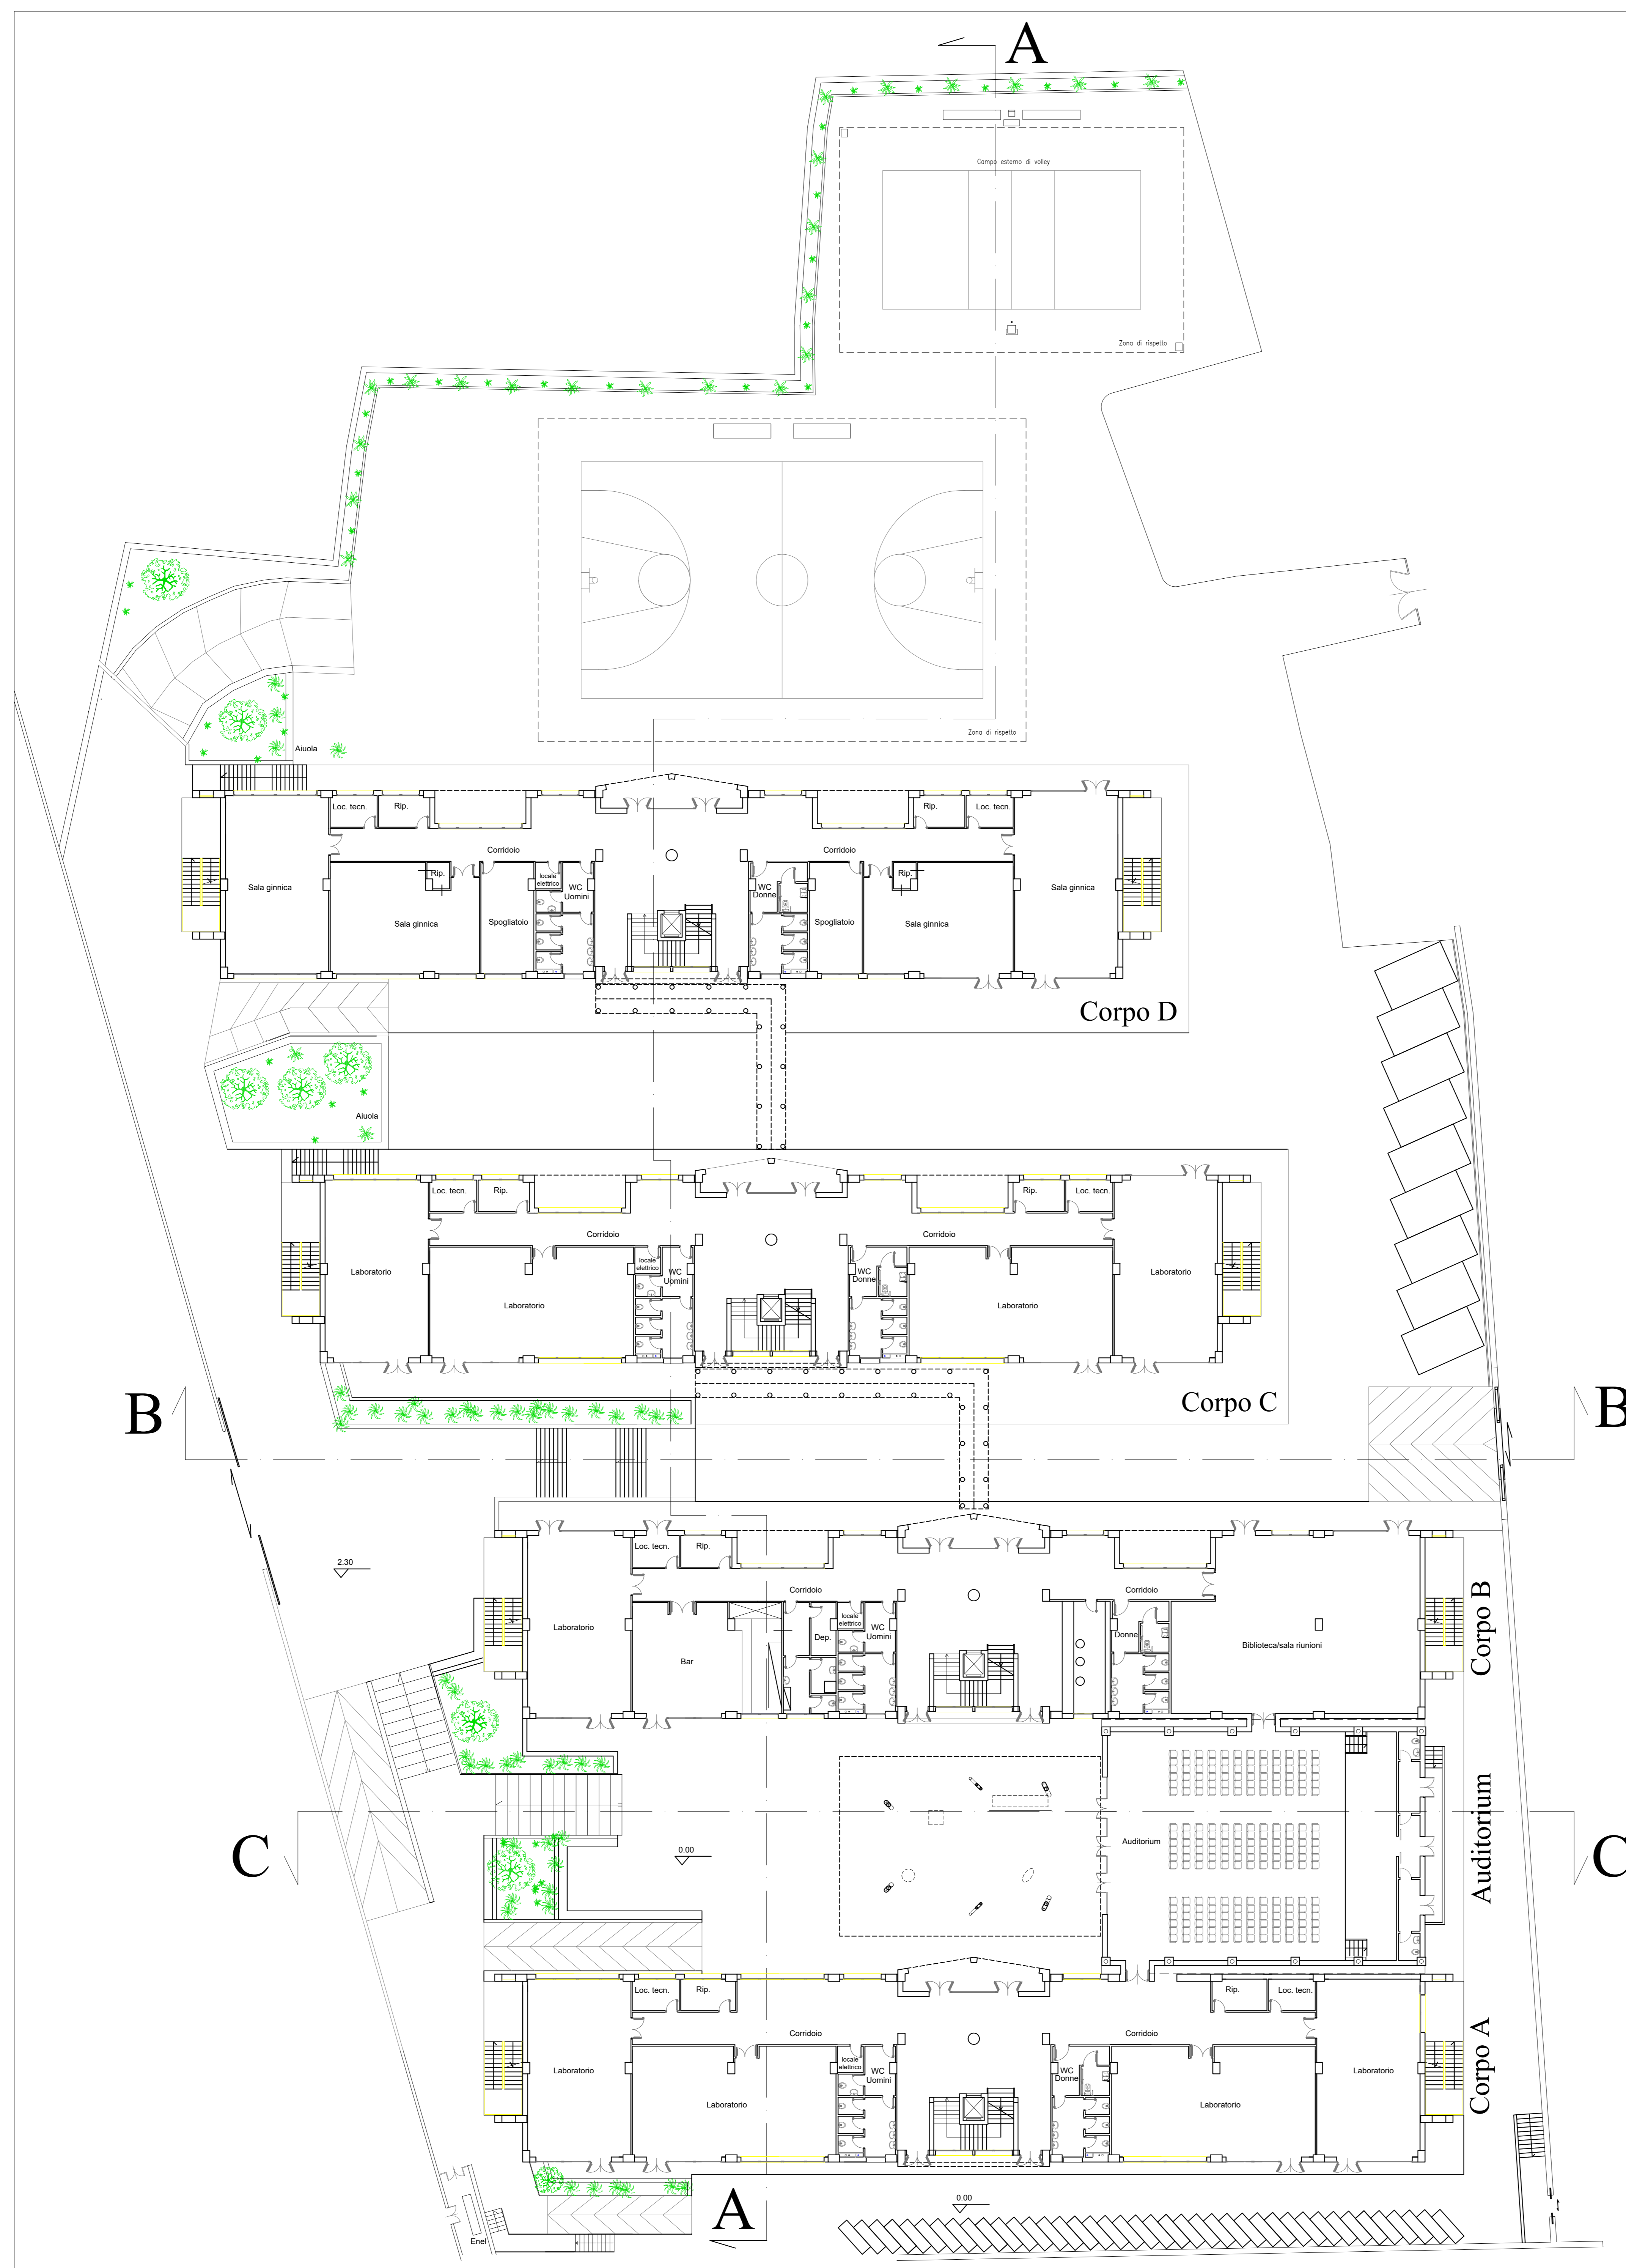 A
Campo esterno di volley
Zona di rispetto
Zona di rispetto
Aiuola
Loc. tecn.
Rip.
Rip.
Loc. tecn.
Corridoio
Corridoio
Sala ginnica
Rip.
Sala ginnica
Spogliatoio
locale
elettrico
WC
Uomini
WC
Donne
Spogliatoio
Rip.
Sala ginnica
Sala ginnica
Corpo D
Aiuola
Loc. tecn.
Rip.
Rip.
Loc. tecn.
Corridoio
Corridoio
Laboratorio
Laboratorio
locale
elettrico
WC
Uomini
WC
Donne
Laboratorio
Laboratorio
Corpo C
B
B
2.30
Loc. tecn.
Rip.
Corridoio
Corridoio
Laboratorio
Bar
Dep.
locale
elettrico
WC
Uomini
Donne
Biblioteca/sala riunioni
Corpo B
C
0.00
Auditorium
Auditorium
C
Loc. tecn.
Rip.
Rip.
Loc. tecn.
Corridoio
Corridoio
Laboratorio
Laboratorio
locale
elettrico
WC
Uomini
WC
Donne
Laboratorio
Laboratorio
Corpo A
Enel
A
0.00